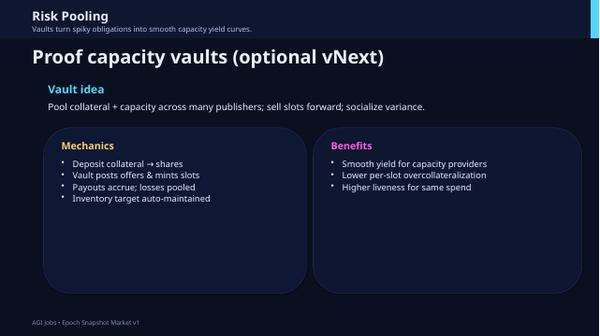 Risk Pooling
Vaults turn spiky obligations into smooth capacity yield curves.
Proof capacity vaults (optional vNext)
Vault idea
Pool collateral + capacity across many publishers; sell slots forward; socialize variance.
Mechanics
• Deposit collateral → shares
• Vault posts offers & mints slots
• Payouts accrue; losses pooled
• Inventory target auto-maintained
Benefits
• Smooth yield for capacity providers
• Lower per-slot overcollateralization
• Higher liveness for same spend
AGI Jobs • Epoch Snapshot Market v1